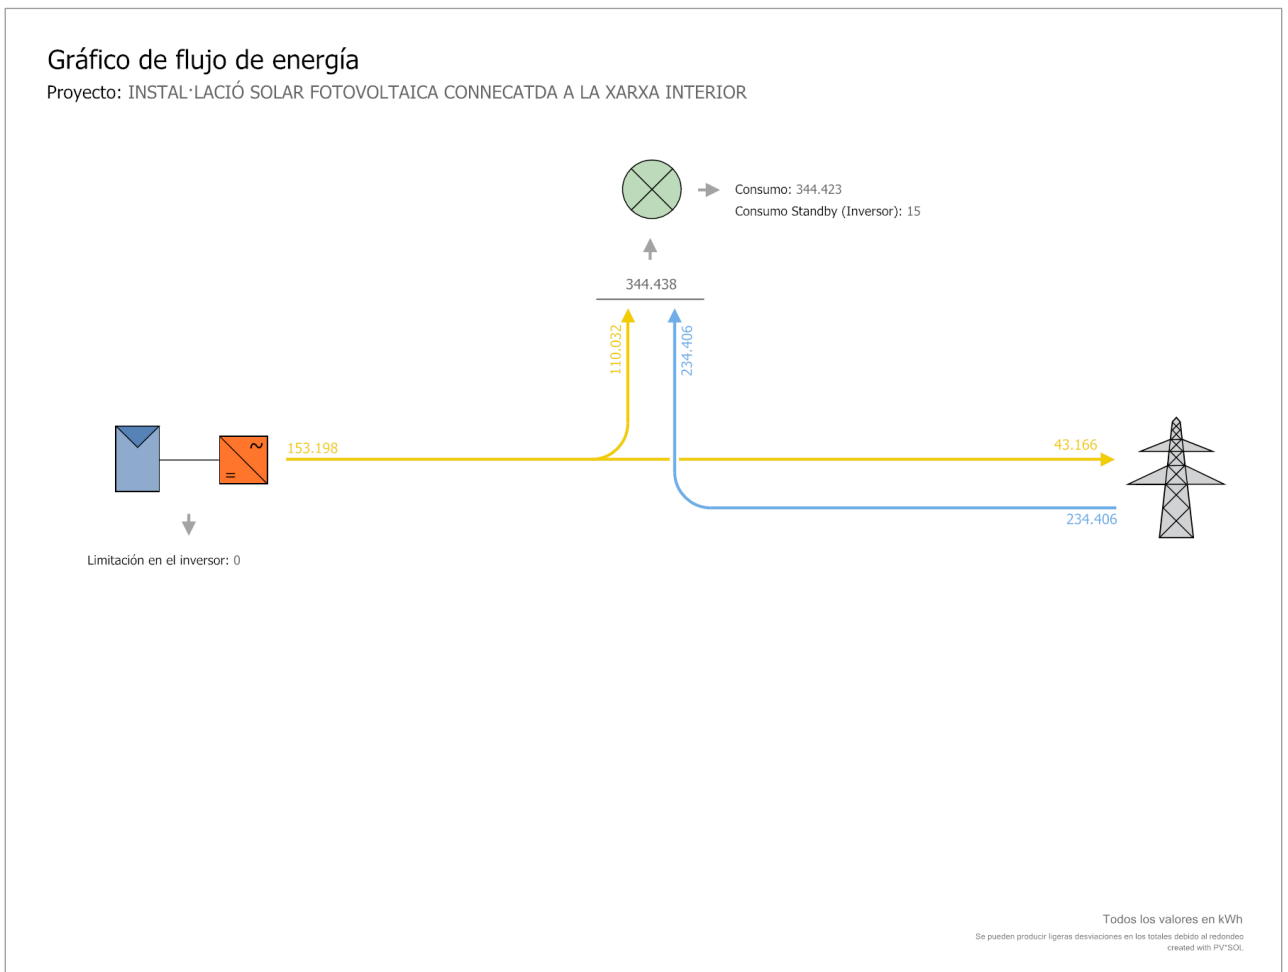 Gráfico de flujo de energía
Proyecto: INSTAL·LACIÓ SOLAR FOTOVOLTAICA CONNECATDA A LA XARXA INTERIOR
Consumo: 344.423
Consumo Standby (Inversor): 15
344.438
110.032
234.406
153.198
43.166
234.406
Limitación en el inversor: 0
Todos los valores en kWh
Se pueden producir ligeras desviaciones en los totales debido al redondeo
created with PV*SOL